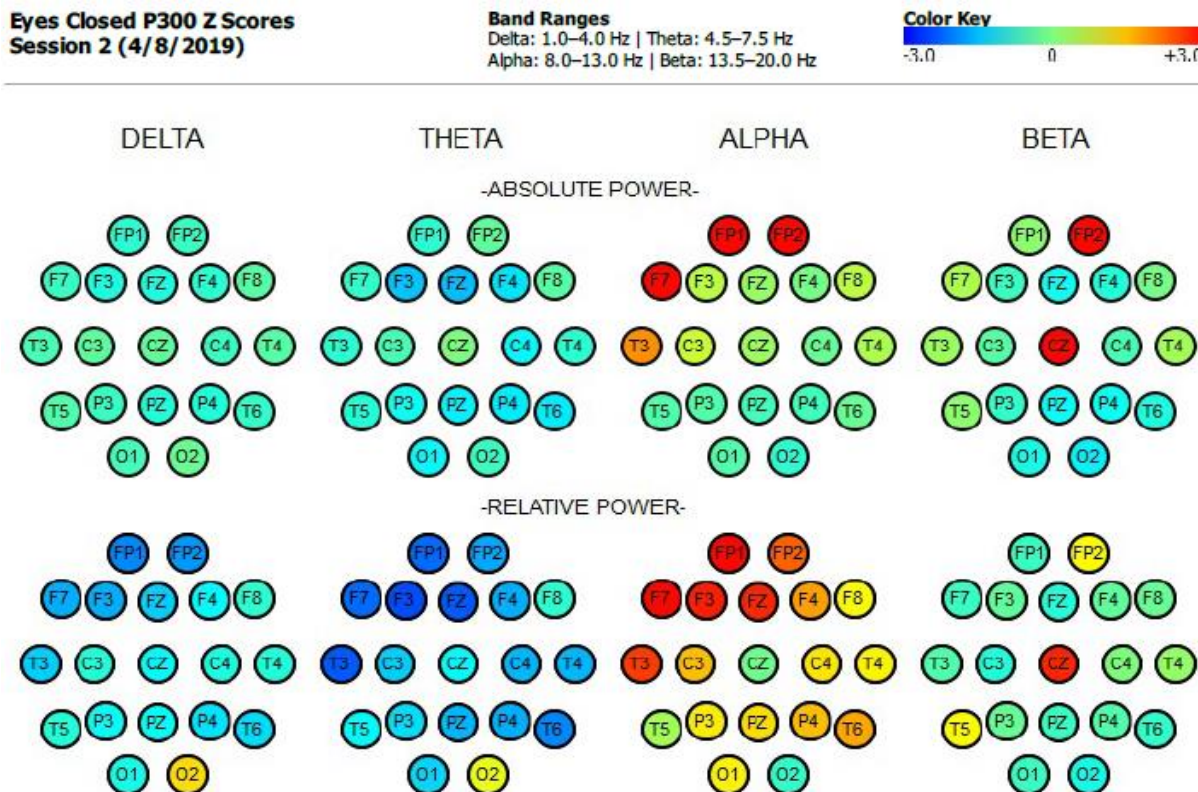 Eyes Closed P300 Z Scores
Session 2 (4/8/2019)
Band Ranges
Delta: 1.0–4.0 Hz | Theta: 4.5–7.5 Hz
Alpha: 8.0–13.0 Hz | Beta: 13.5–20.0 Hz
Color Key
-3.0 0 +3.0
DELTA THETA ALPHA BETA
-ABSOLUTE POWER-
FP1 FP2 FP1 FP2 FP1 FP2 FP1 FP2
F7 F3 FZ F4 F8 F7 F3 FZ F4 F8 F7 F3 FZ F4 F8 F7 F3 FZ F4 F8
T3 C3 CZ C4 T4 T3 C3 CZ C4 T4 T3 C3 CZ C4 T4 T3 C3 CZ C4 T4
T5 P3 PZ P4 T6 T5 P3 PZ P4 T6 T5 P3 PZ P4 T6 T5 P3 PZ P4 T6
O1 O2 O1 O2 O1 O2 O1 O2
-RELATIVE POWER-
FP1 FP2 FP1 FP2 FP1 FP2 FP1 FP2
F7 F3 FZ F4 F8 F7 F3 FZ F4 F8 F7 F3 FZ F4 F8 F7 F3 FZ F4 F8
T3 C3 CZ C4 T4 T3 C3 CZ C4 T4 T3 C3 CZ C4 T4 T3 C3 CZ C4 T4
T5 P3 PZ P4 T6 T5 P3 PZ P4 T6 T5 P3 PZ P4 T6 T5 P3 PZ P4 T6
O1 O2 O1 O2 O1 O2 O1 O2